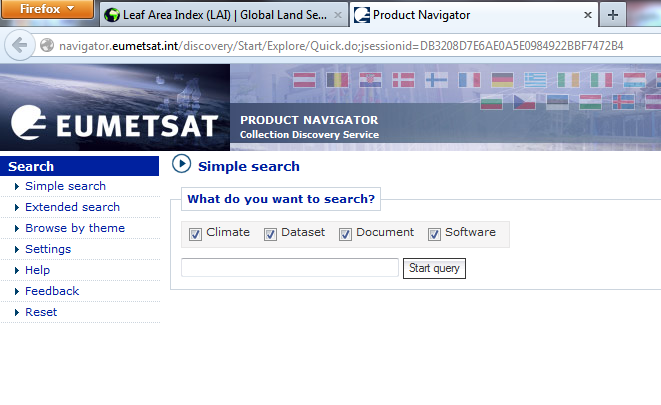 Firefox
Leaf Area Index (LAI) | Global Land Se...
Product Navigator
navigator.eumetsat.int/discovery/Start/Explore/Quick.do;jsessionid=DB3208D7E6AE0A5E0984922BBF7472B4
EUMETSAT
PRODUCT NAVIGATOR
Collection Discovery Service
Search
Simple search
Extended search
Browse by theme
Settings
Help
Feedback
Reset
Simple search
What do you want to search?
Climate Dataset Document Software
Start query